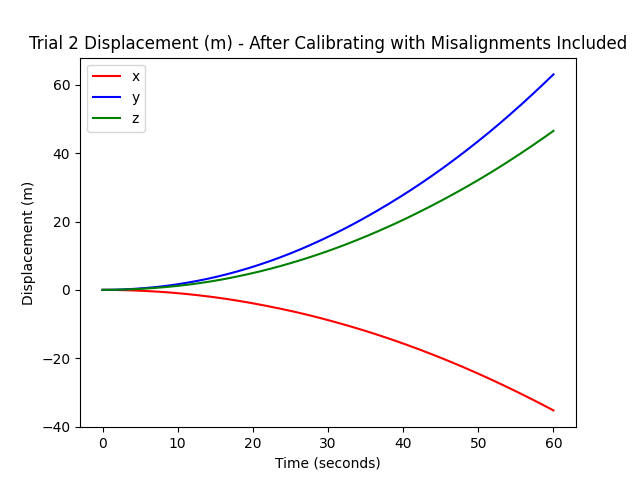 Trial 2 Displacement (m) - After Calibrating with Misalignments Included
x
y
z
60
40
20
0
−20
−40
Displacement (m)
0 10 20 30 40 50 60
Time (seconds)